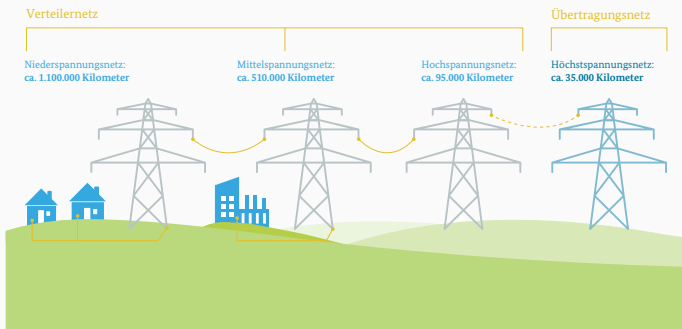 Verteilernetz
Übertragungsnetz
Niederspannungsnetz:
ca. 1.100.000 Kilometer
Mittelspannungsnetz:
ca. 510.000 Kilometer
Hochspannungsnetz:
ca. 95.000 Kilometer
Höchstspannungsnetz:
ca. 35.000 Kilometer